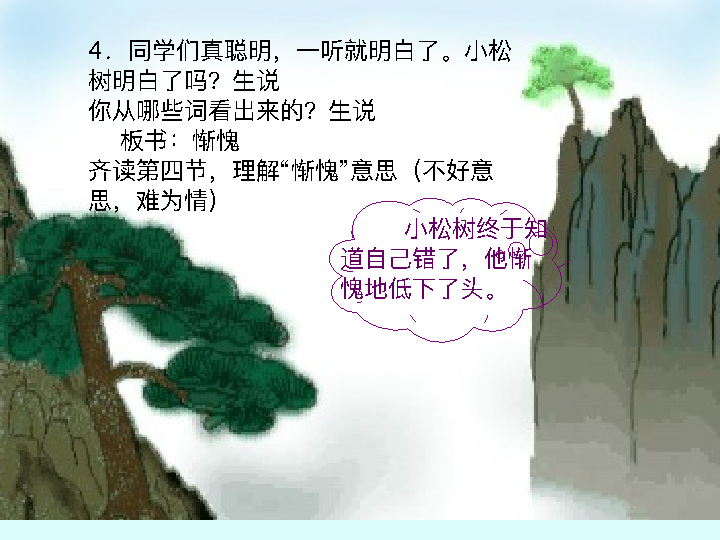 4．同学们真聪明，一听就明白了。小松
树明白了吗？生说
你从哪些词看出来的？生说
板书：惭愧
齐读第四节，理解“惭愧”意思（不好意
思，难为情）
小松树终于知
道自己错了，他惭
愧地低下了头。